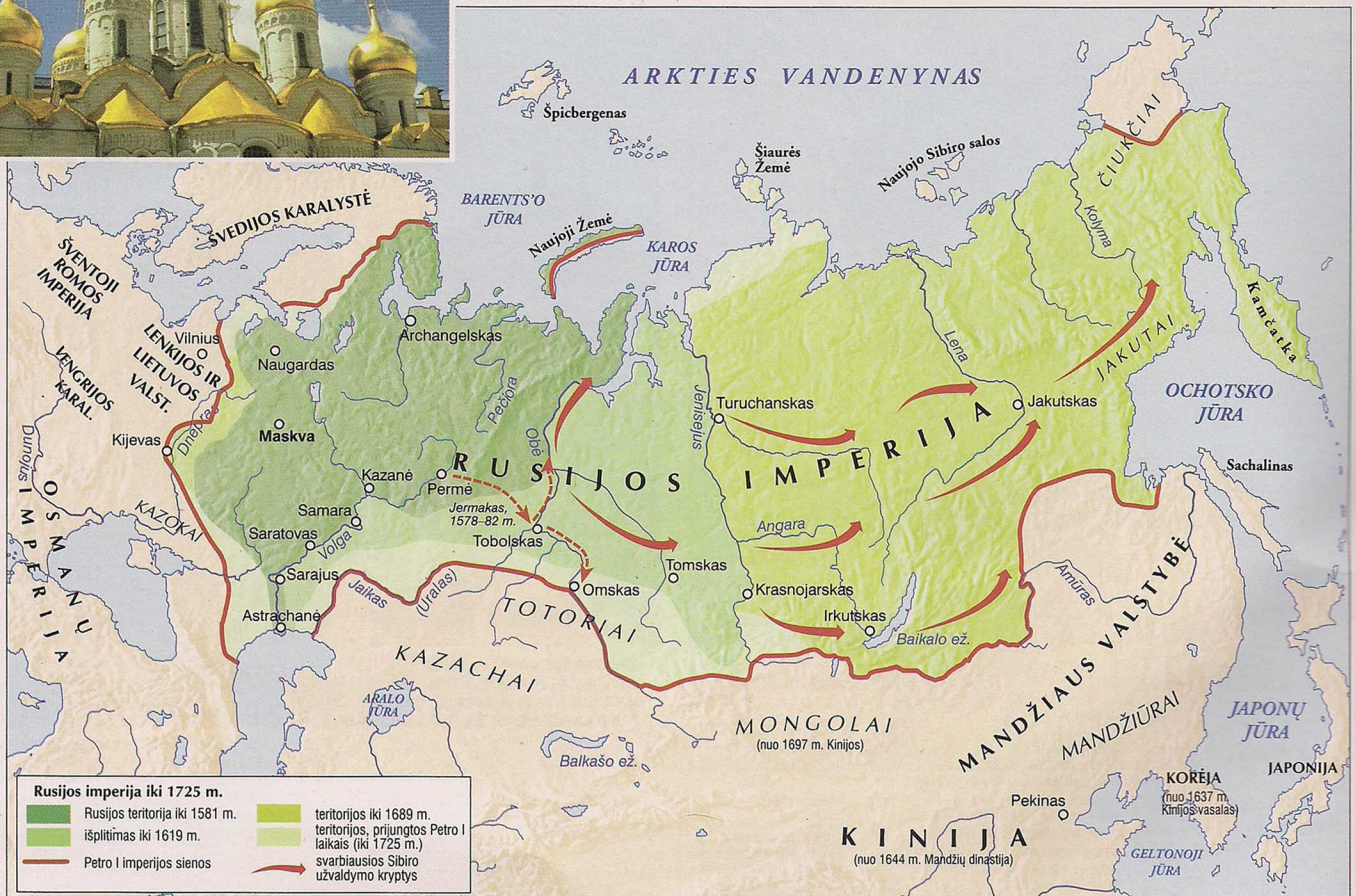 ARKTIES VANDENYNAS
Špicbergenas
Šiaurės
Žemė
Naujojo Sibiro salos
ČIUKČIAI
BARENTS'O
JŪRA
Naujoji Žemė
KAROS
JŪRA
ŠVEDIJOS KARALYSTĖ
ŠVENTOJI
ROMOS
IMPERIJA
LENKIJOS IR
LIETUVOS
VALST.
VENGRIJOS
KARAL.
Vilnius
Naugardas
Archangelskas
Pečiora
Kolyma
Lena
JAKUTAI
Kamčatka
OCHOTSKO
JŪRA
Sachalinas
Dunojus
Kijevas
Dnepras
Maskva
Kazanė
Permė
Obė
Jenisejus
Turuchanskas
Jakutskas
RUSIJOS IMPERIJA
Jermakas,
1578–82 m.
Samara
Saratovas
Volga
Sarajus
Astrachanė
KAZOKAI
OSMANŲ
IMPERIJA
Tobolskas
Tomskas
Omskas
Angara
Krasnojarskas
Irkutskas
Baikalo ež.
Amūras
Jaikas
(Uralas)
TOTORIAI
KAZACHAI
ARALO
JŪRA
Balkašo ež.
MONGOLAI
(nuo 1697 m. Kinijos)
MANDŽIAUS VALSTYBĖ
MANDŽIŪRAI
JAPONŲ
JŪRA
JAPONIJA
KORĖJA
(nuo 1637 m.
Kinijos vasalas)
Pekinas
KINIJA
(nuo 1644 m. Mandžių dinastija)
GELTONOJI
JŪRA
Rusijos imperija iki 1725 m.
Rusijos teritorija iki 1581 m.
išplitimas iki 1619 m.
Petro I imperijos sienos
teritorijos iki 1689 m.
teritorijos, prijungtos Petro I
laikais (iki 1725 m.)
svarbiausios Sibiro
užvaldymo kryptys